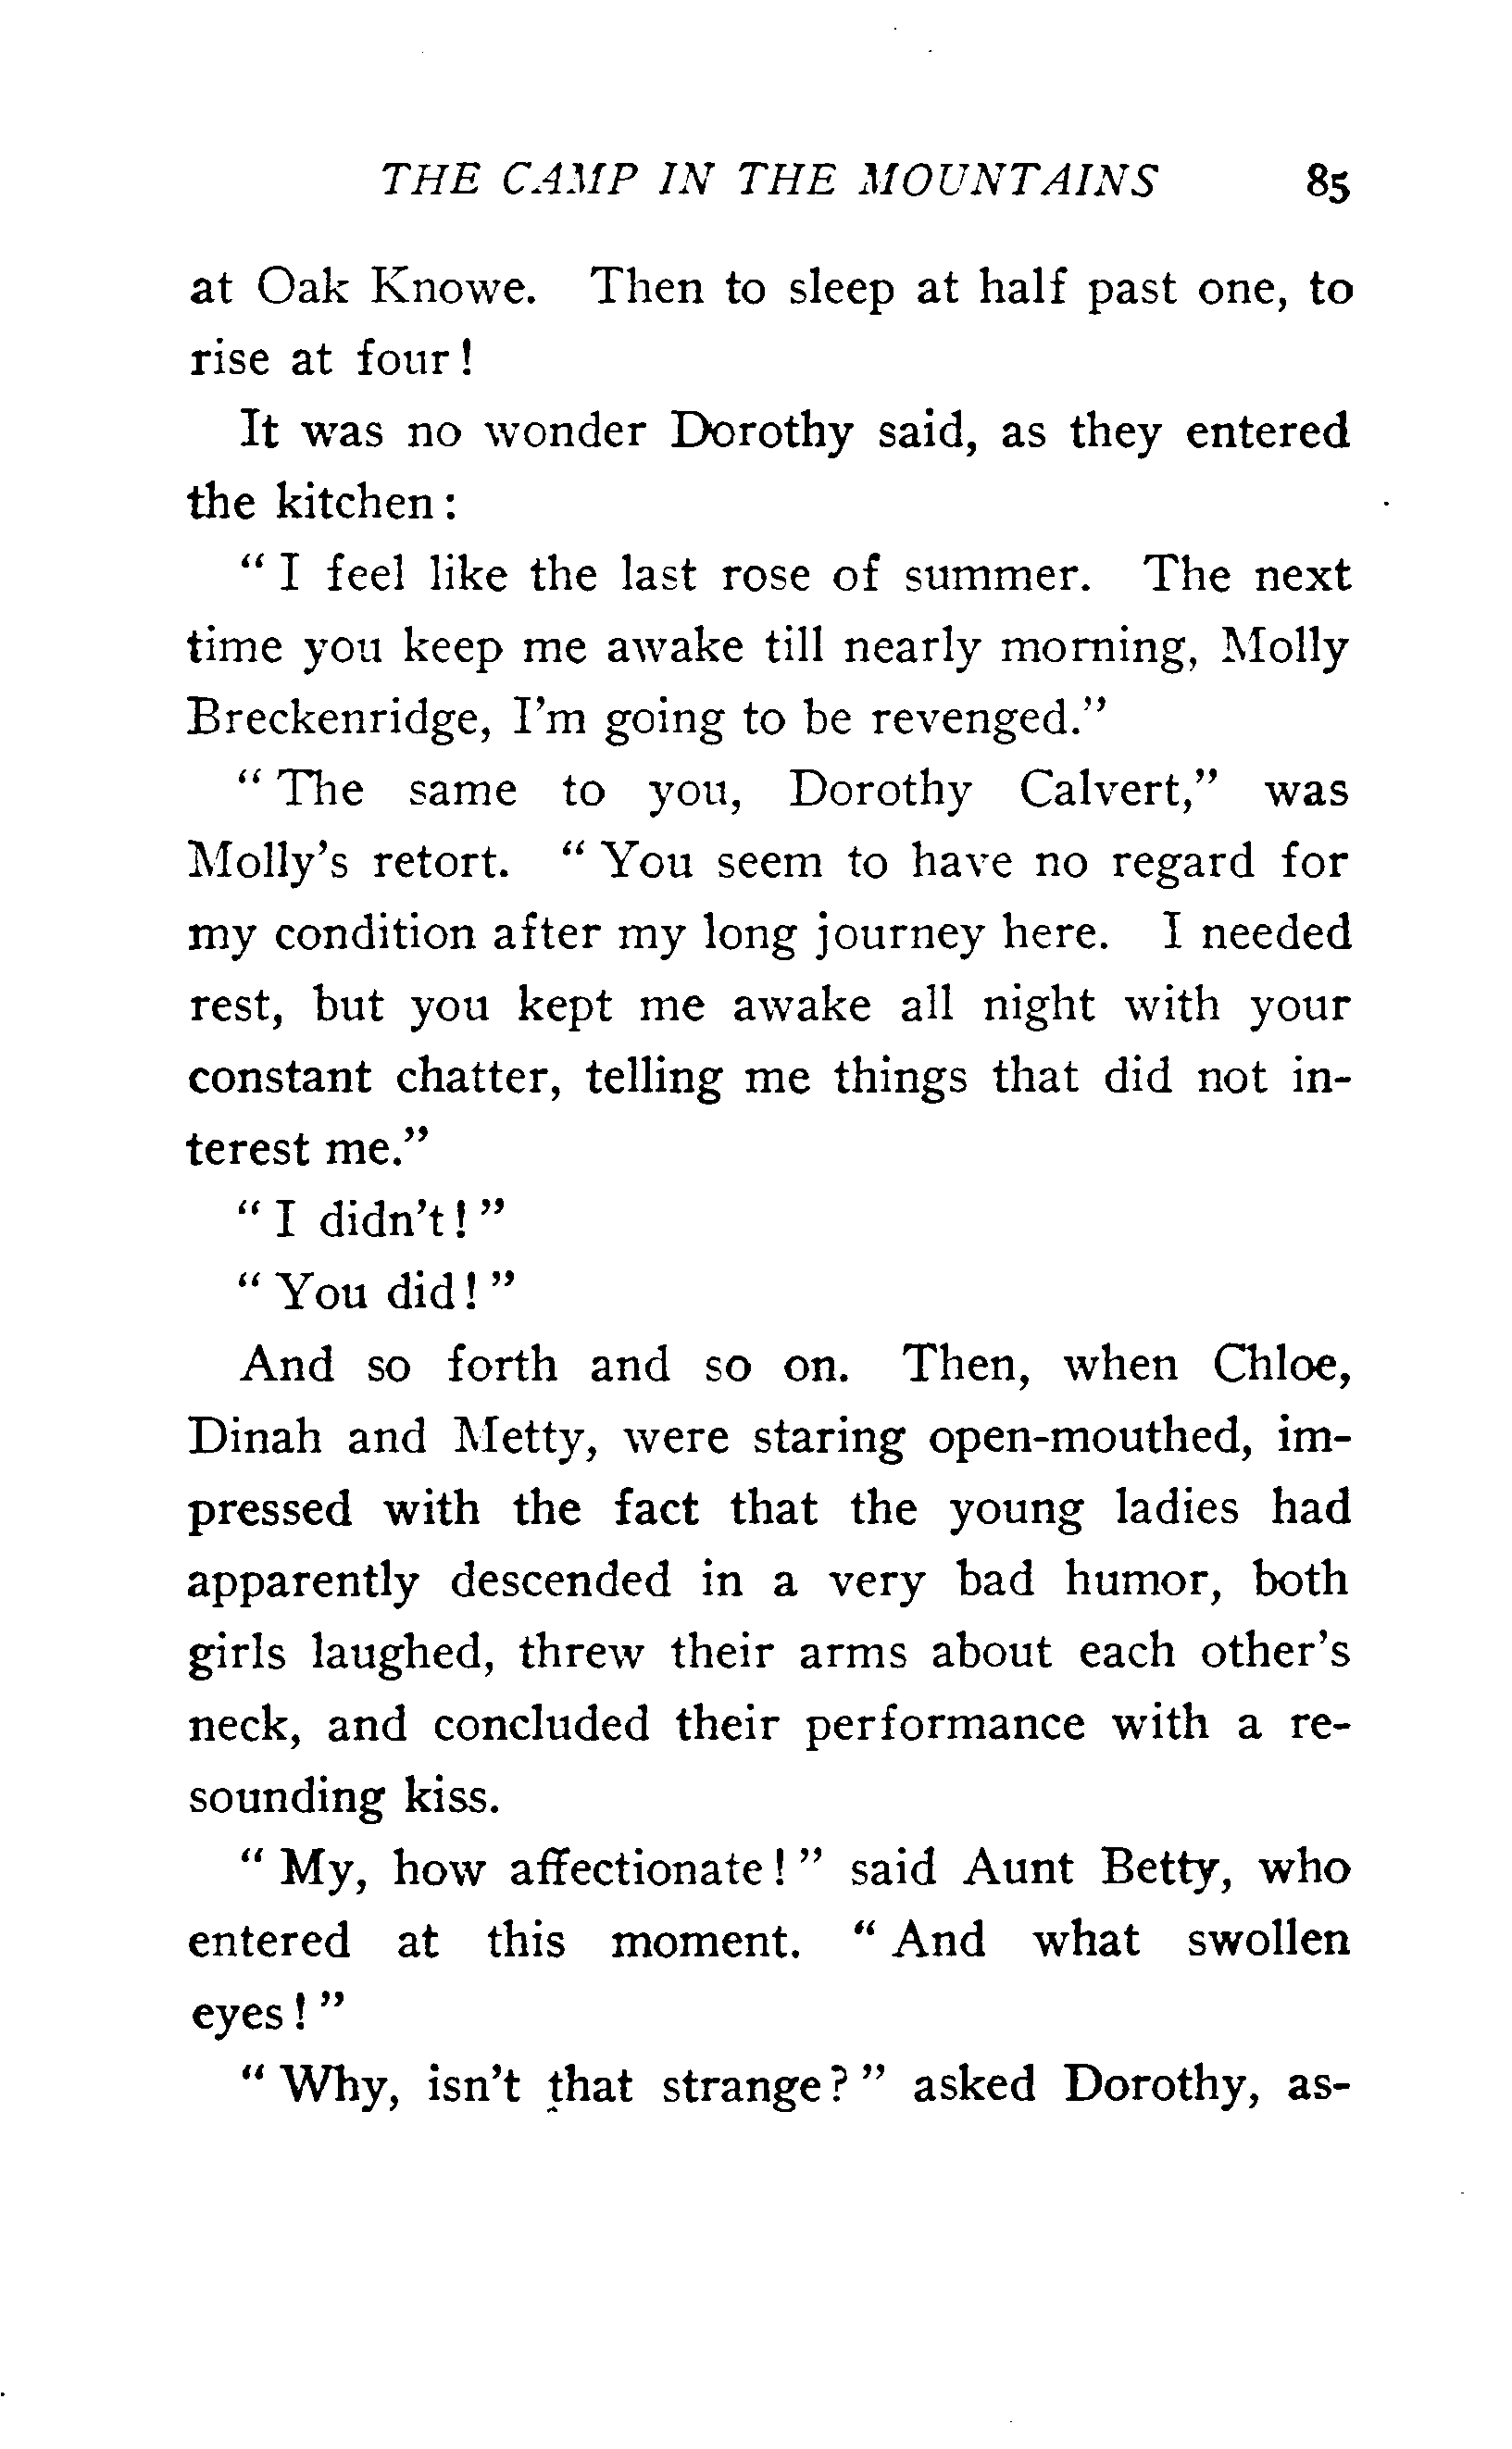 THE CAMP IN THE MOUNTAINS 85
at Oak Knowe. Then to sleep at half past one, to
rise at four!
It was no wonder Dorothy said, as they entered
the kitchen:
" I feel like the last rose of summer. The next
time you keep me awake till nearly morning, Molly
Breckenridge, I'm going to be revenged."
" The same to you, Dorothy Calvert," was
Molly's retort. " You seem to have no regard for
my condition after my long journey here. I needed
rest, but you kept me awake all night with your
constant chatter, telling me things that did not in-
terest me."
" I didn't! "
" You did! "
And so forth and so on. Then, when Chloe,
Dinah and Metty, were staring open-mouthed, im-
pressed with the fact that the young ladies had
apparently descended in a very bad humor, both
girls laughed, threw their arms about each other's
neck, and concluded their performance with a re-
sounding kiss.
" My, how affectionate! " said Aunt Betty, who
entered at this moment. " And what swollen
eyes! "
" Why, isn't that strange? " asked Dorothy, as-